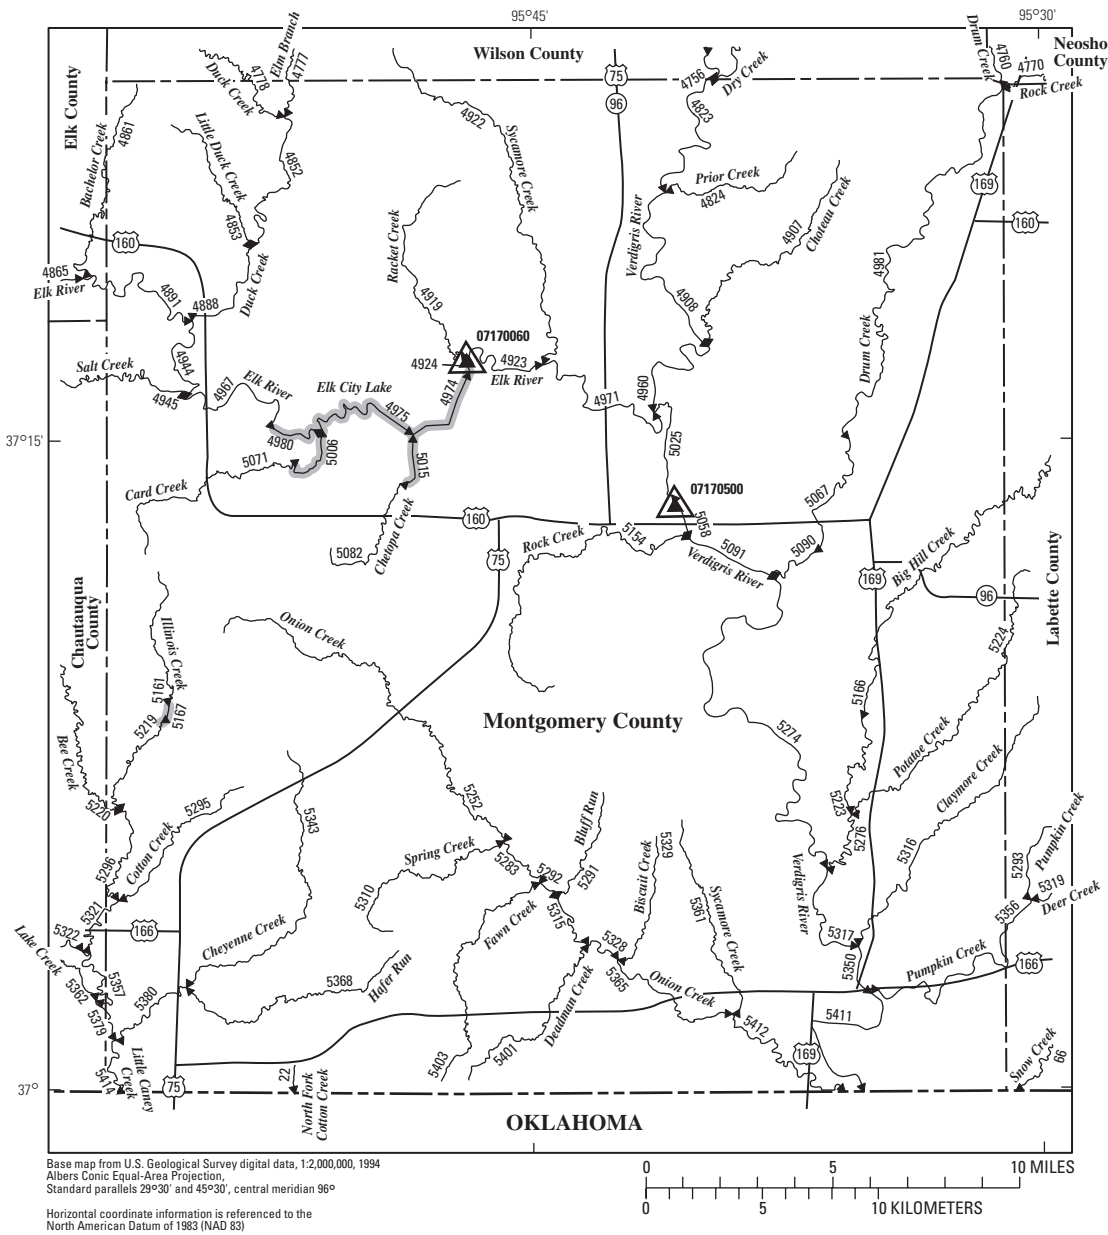 95°45'
95°30'
Wilson County
Neosho
County
Elk County
Elm Branch
4777
4778
Duck Creek
75
96
4756
Dry Creek
4823
Drum Creek
4760
4770
Rock Creek
4861
Bachelor Creek
Little Duck Creek
4852
4853
4922
Sycamore Creek
Prior Creek
4824
169
160
160
Duck Creek
Racket Creek
4919
Verdigris River
4907
Choteau Creek
4908
4981
4865
Elk River
4891
4888
07170060
4924
4923
Elk River
Drum Creek
Salt Creek
4944
4945
4967
Elk River
Elk City Lake
4974
4975
4971
4960
37°15'
4980
5006
5071
5015
5025
Card Creek
07170500
5067
160
5082
Chetopa Creek
Rock Creek
5154
5058
5091
5090
Verdigris River
75
169
Big Hill Creek
96
Labette County
Chautauqua
County
Illinois Creek
Onion Creek
5224
5161
5167
5219
Montgomery County
5166
5274
Potatoe Creek
Bee Creek
5220
5295
Cotton Creek
5296
5343
5252
Spring Creek
5283
Bluff Run
5292
5291
5223
5276
Claymore Creek
5316
Pumpkin Creek
5293
5319
Deer Creek
5356
5310
Fawn Creek
5315
Biscuit Creek
5329
5361
Sycamore Creek
Verdigris River
5321
5322
166
Lake Creek
Cheyenne Creek
5328
5317
5350
Pumpkin Creek
166
5357
5362
5380
5368
Hafer Run
5365
Onion Creek
5379
Deadman Creek
5412
5411
Little Caney
Creek
5414
5403
5401
169
Snow Creek
66
37°
75
22
North Fork
Cotton Creek
OKLAHOMA
Base map from U.S. Geological Survey digital data, 1:2,000,000, 1994
Albers Conic Equal-Area Projection,
Standard parallels 29°30' and 45°30', central meridian 96°
Horizontal coordinate information is referenced to the
North American Datum of 1983 (NAD 83)
0 5 10 MILES
0 5 10 KILOMETERS